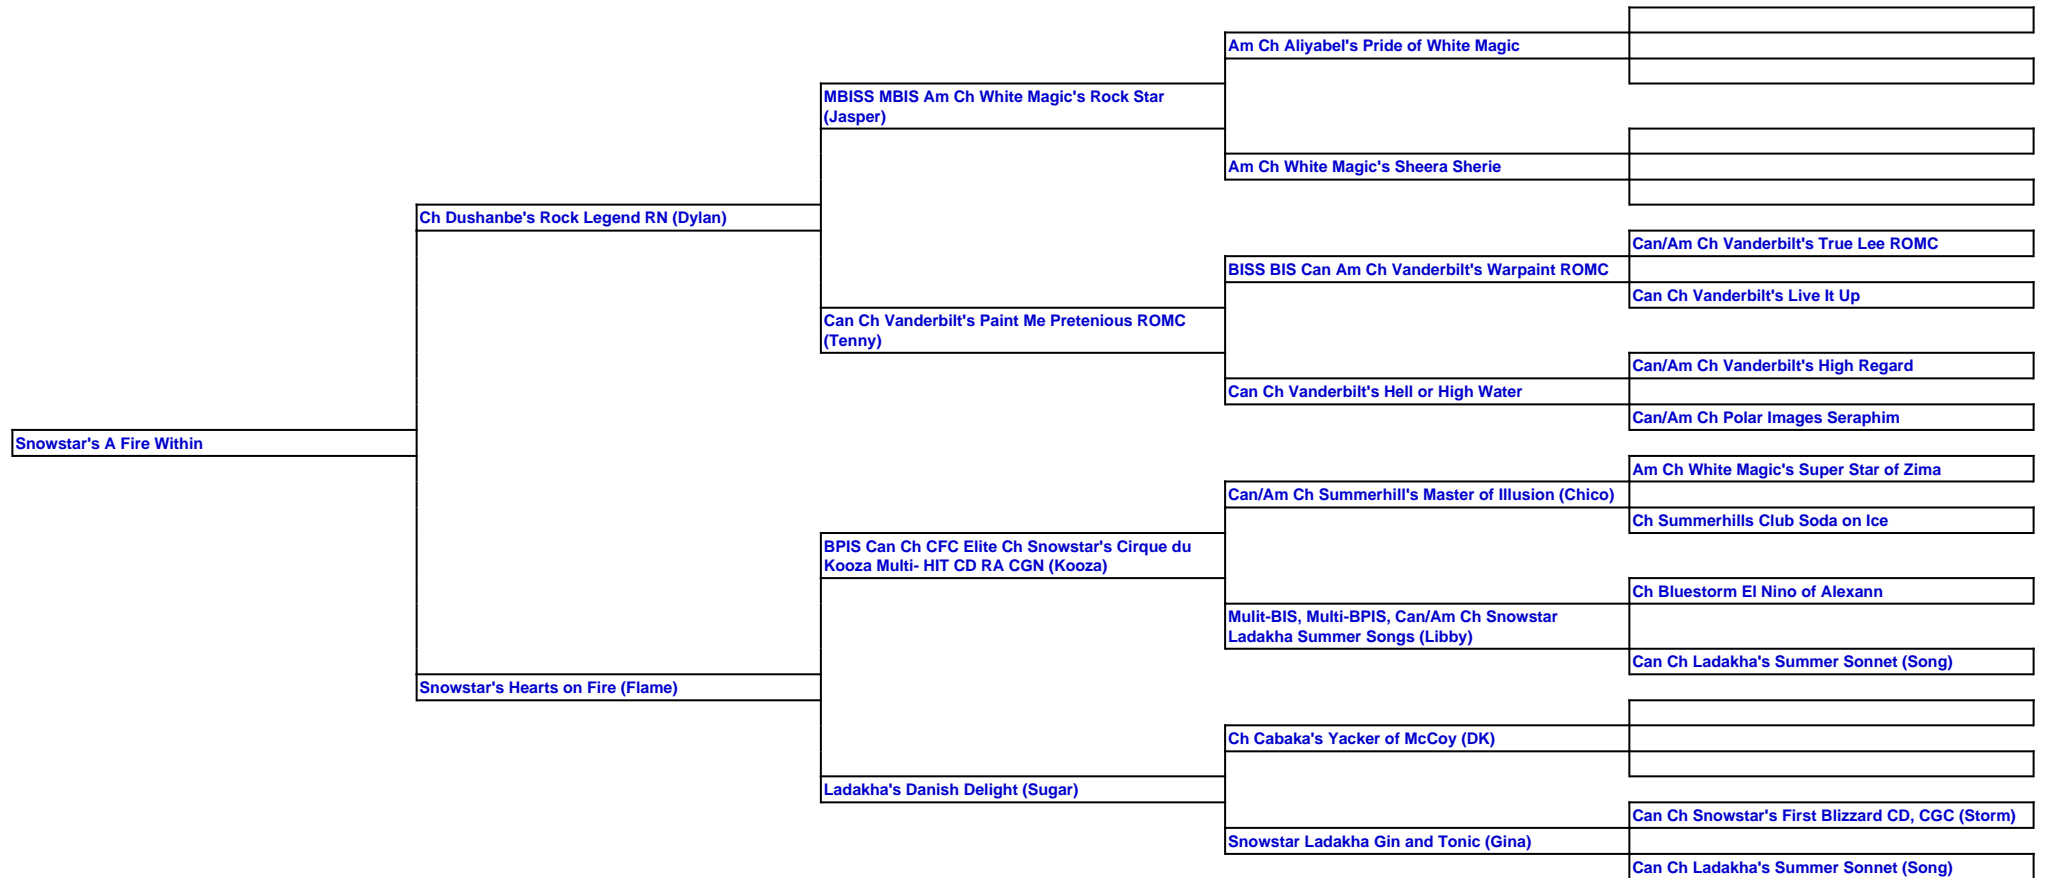 Am Ch Aliyabel's Pride of White Magic
MBISS MBIS Am Ch White Magic's Rock Star
(Jasper)
Am Ch White Magic's Sheera Sherie
Ch Dushanbe's Rock Legend RN (Dylan)
Can/Am Ch Vanderbilt's True Lee ROMC
BISS BIS Can Am Ch Vanderbilt's Warpaint ROMC
Can Ch Vanderbilt's Live It Up
Can Ch Vanderbilt's Paint Me Pretenious ROMC
(Tenny)
Can/Am Ch Vanderbilt's High Regard
Can Ch Vanderbilt's Hell or High Water
Can/Am Ch Polar Images Seraphim
Snowstar's A Fire Within
Am Ch White Magic's Super Star of Zima
Can/Am Ch Summerhill's Master of Illusion (Chico)
Ch Summerhills Club Soda on Ice
BPIS Can Ch CFC Elite Ch Snowstar's Cirque du
Kooza Multi- HIT CD RA CGN (Kooza)
Ch Bluestorm El Nino of Alexann
Mulit-BIS, Multi-BPIS, Can/Am Ch Snowstar
Ladakha Summer Songs (Libby)
Can Ch Ladakha's Summer Sonnet (Song)
Snowstar's Hearts on Fire (Flame)
Ch Cabaka's Yacker of McCoy (DK)
Ladakha's Danish Delight (Sugar)
Can Ch Snowstar's First Blizzard CD, CGC (Storm)
Snowstar Ladakha Gin and Tonic (Gina)
Can Ch Ladakha's Summer Sonnet (Song)